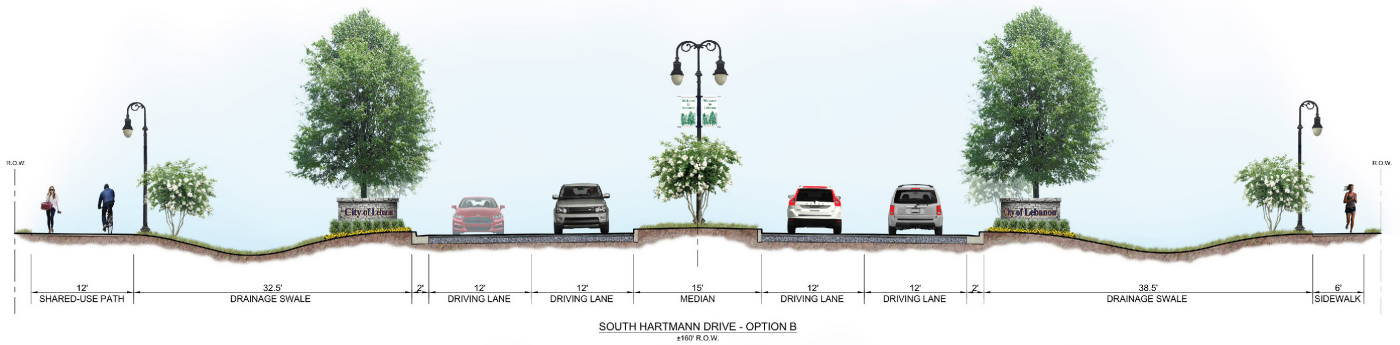 R.O.W.
R.O.W.
City of Lebanon
City of Lebanon
12'
32.5'
2'
12'
12'
15'
12'
12'
2'
38.5'
6'
SHARED-USE PATH
DRAINAGE SWALE
DRIVING LANE
DRIVING LANE
MEDIAN
DRIVING LANE
DRIVING LANE
DRAINAGE SWALE
SIDEWALK
SOUTH HARTMANN DRIVE - OPTION B
±160' R.O.W.